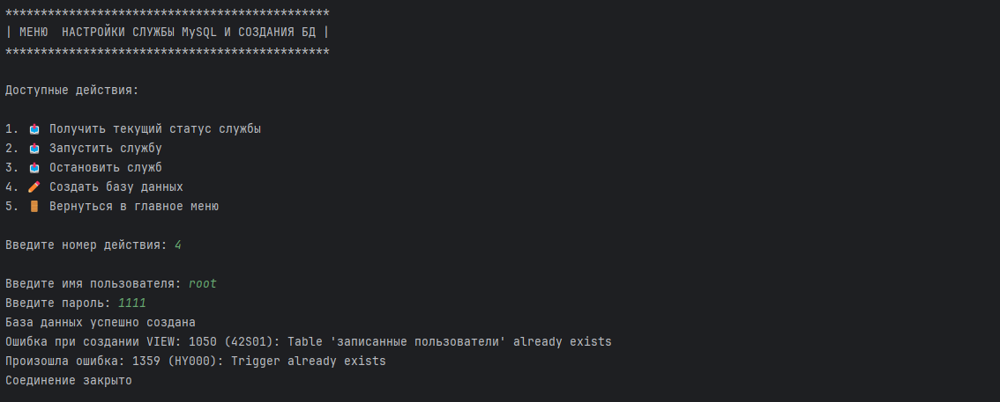 **********************************************
| МЕНЮ  НАСТРОЙКИ СЛУЖБЫ MySQL И СОЗДАНИЯ БД |
**********************************************
Доступные действия:
1. 📤 Получить текущий статус службы
2. 📤 Запустить службу
3. 📤 Остановить служб
4. ✏️ Создать базу данных
5. 🚪 Вернуться в главное меню
Введите номер действия: 4
Введите имя пользователя: root
Введите пароль: 1111
База данных успешно создана
Ошибка при создании VIEW: 1050 (42S01): Table 'записанные пользователи' already exists
Произошла ошибка: 1359 (HY000): Trigger already exists
Соединение закрыто